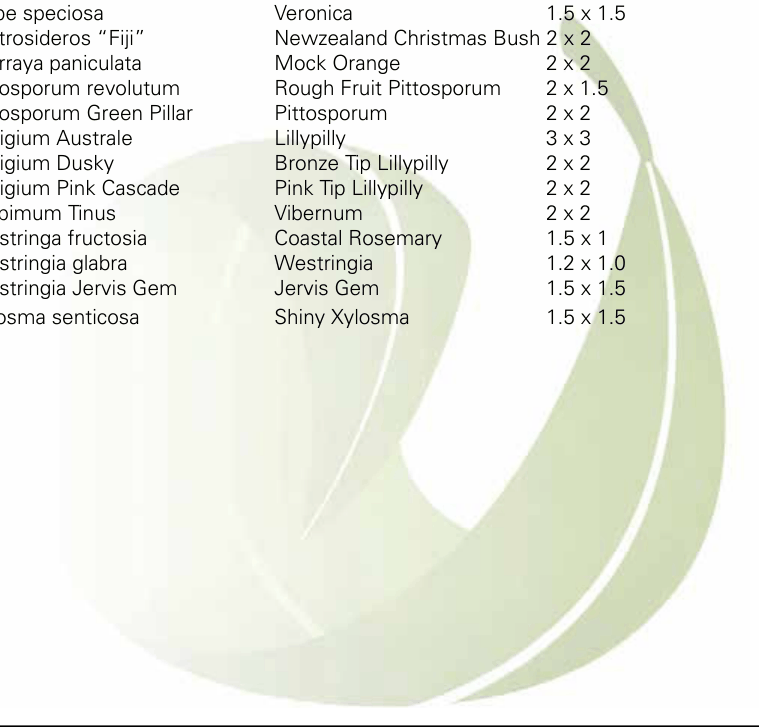 be speciosa Veronica 1.5 x 1.5
trosideros “Fiji” Newzealand Christmas Bush 2 x 2
rraya paniculata Mock Orange 2 x 2
osporum revolutum Rough Fruit Pittosporum 2 x 1.5
osporum Green Pillar Pittosporum 2 x 2
igium Australe Lillypilly 3 x 3
igium Dusky Bronze Tip Lillypilly 2 x 2
igium Pink Cascade Pink Tip Lillypilly 2 x 2
bimum Tinus Vibernum 2 x 2
stringa fructosia Coastal Rosemary 1.5 x 1
stringia glabra Westringia 1.2 x 1.0
stringia Jervis Gem Jervis Gem 1.5 x 1.5
osma senticosa Shiny Xylosma 1.5 x 1.5